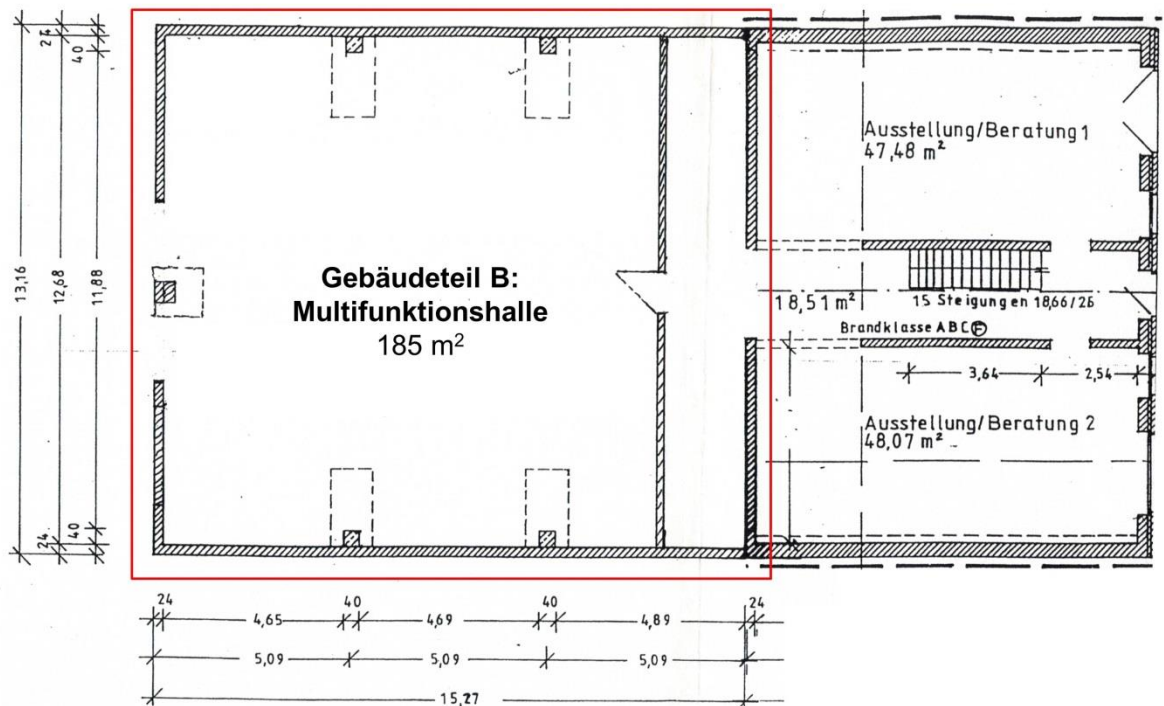 24
40
13,16
12,68
11,88
24
40
Ausstellung/Beratung 1
47,48 m²
Gebäudeteil B:
Multifunktionshalle
185 m²
18,51 m²
15 Steigungen 18,66/26
Brandklasse ABC F
3,64
2,54
Ausstellung/Beratung 2
48,07 m²
24
40
40
24
4,65
4,69
4,89
5,09
5,09
5,09
15,27